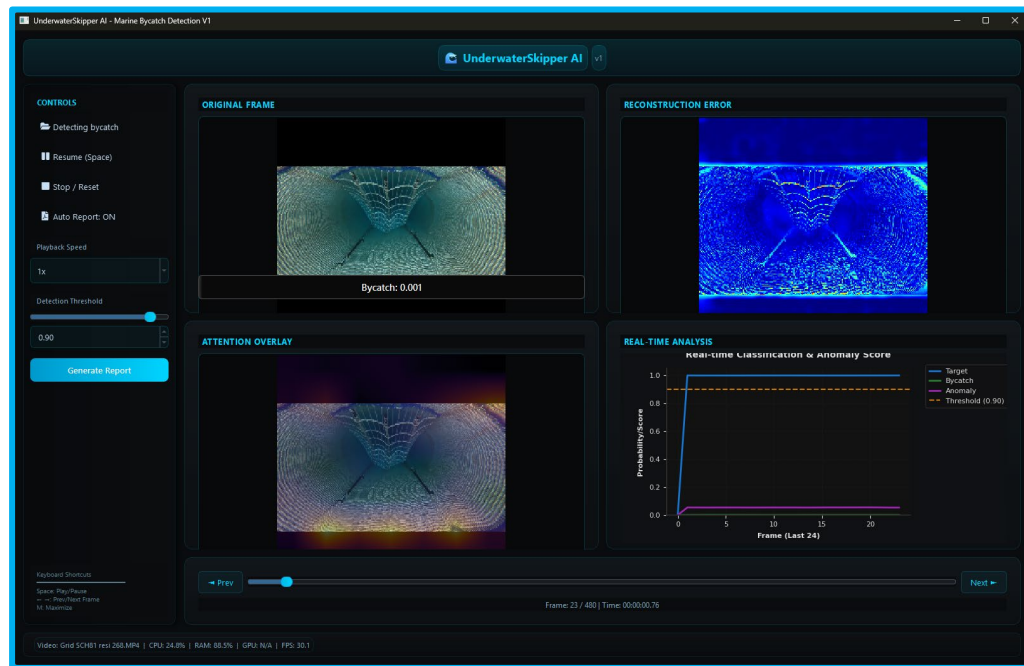 UnderwaterSkipper AI - Marine Bycatch Detection V1
UnderwaterSkipper AI v1
CONTROLS
Detecting bycatch
Resume (Space)
Stop / Reset
Auto Report: ON
Playback Speed
1x
Detection Threshold
0.90
Generate Report
Keyboard Shortcuts
Space: Play/Pause
← →: Prev/Next Frame
M: Maximize
ORIGINAL FRAME
Bycatch: 0.001
RECONSTRUCTION ERROR
ATTENTION OVERLAY
REAL-TIME ANALYSIS
Real-time Classification & Anomaly Score
Target
Bycatch
Anomaly
Threshold (0.90)
Probability/Score
1.0
0.8
0.6
0.4
0.2
0.0
0 5 10 15 20
Frame (Last 24)
Prev
Next
Frame: 23 / 480 | Time: 00:00:00.76
Video: Grid SCH81 resi 268.MP4 | CPU: 24.8% | RAM: 88.5% | GPU: N/A | FPS: 30.1